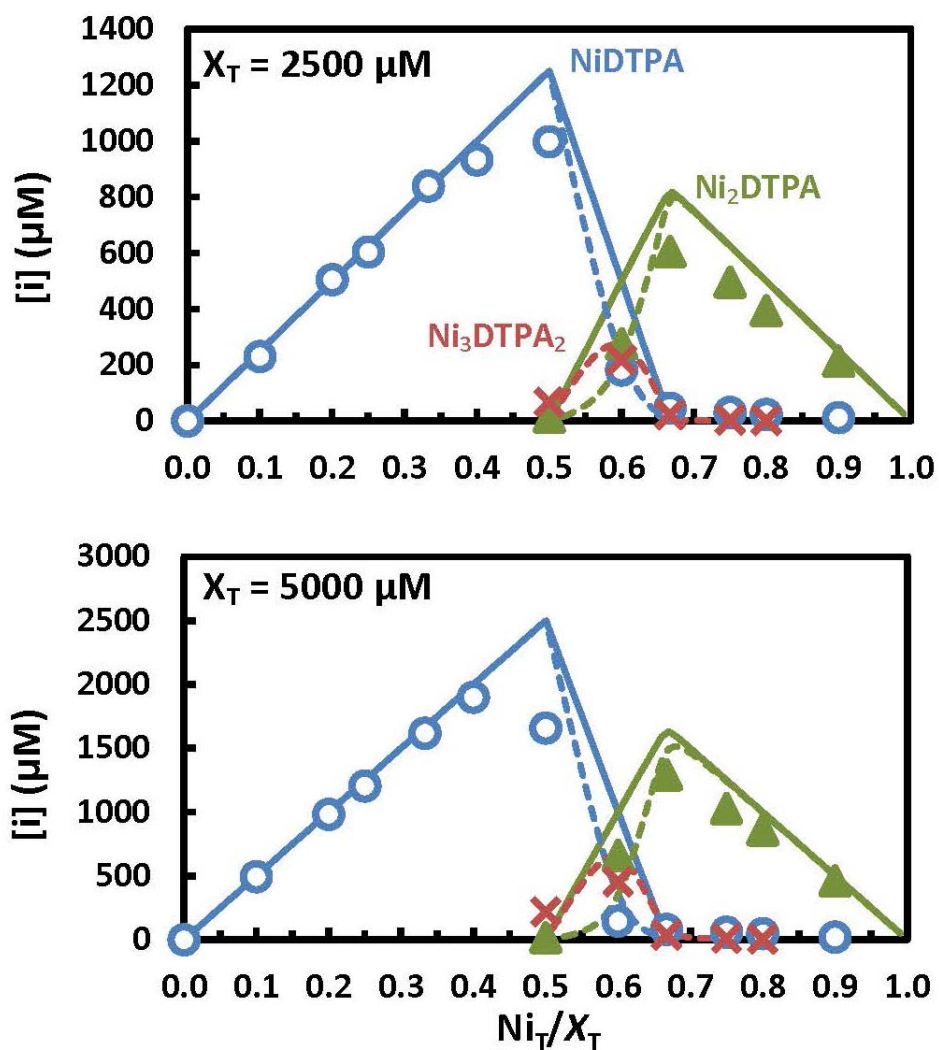 1400
X_T = 2500 µM
NiDTPA
1200
1000
Ni₂DTPA
800
[i] (µM)
600
400
Ni₃DTPA₂
200
0
0.0 0.1 0.2 0.3 0.4 0.5 0.6 0.7 0.8 0.9 1.0
3000
X_T = 5000 µM
2500
2000
[i] (µM)
1500
1000
500
0
0.0 0.1 0.2 0.3 0.4 0.5 0.6 0.7 0.8 0.9 1.0
Ni_T/X_T